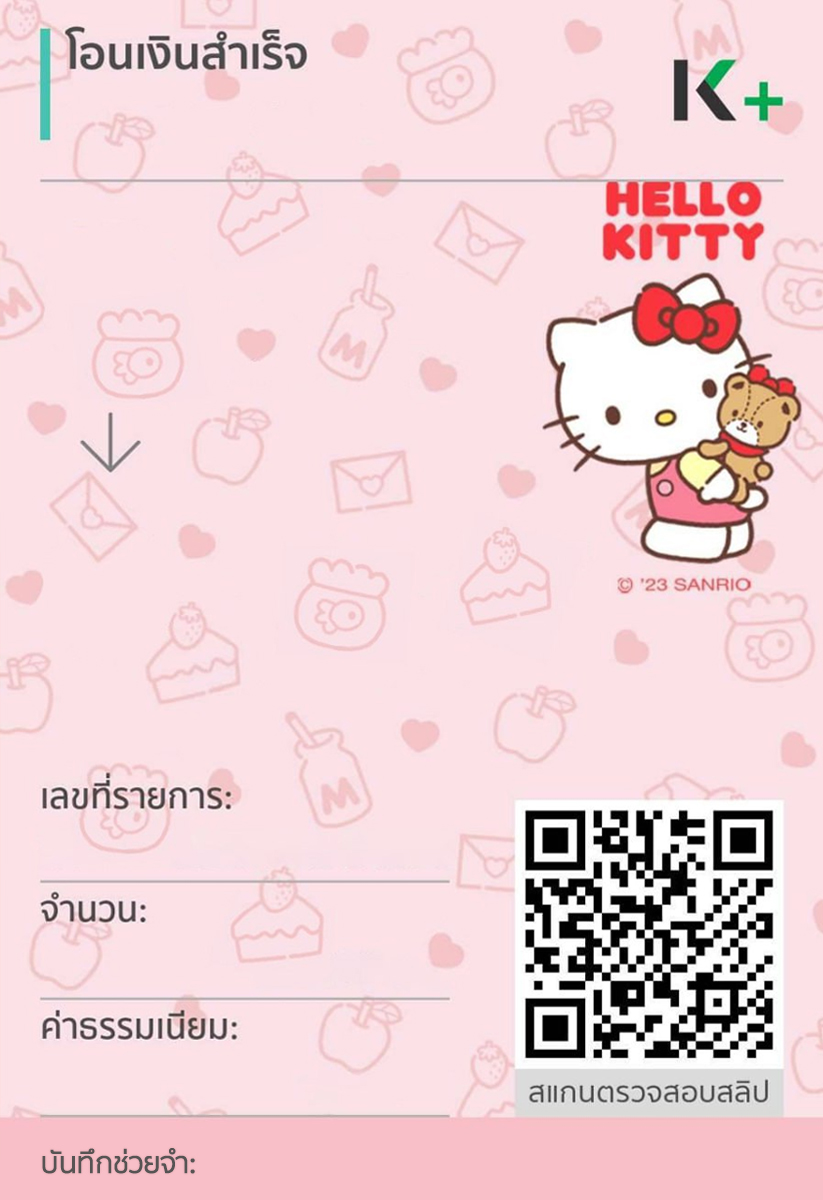 โอนเงินสำเร็จ
K+
HELLO
KITTY
M
© '23 SANRIO
เลขที่รายการ:
จำนวน:
ค่าธรรมเนียม:
สแกนตรวจสอบสลิป
บันทึกช่วยจำ: